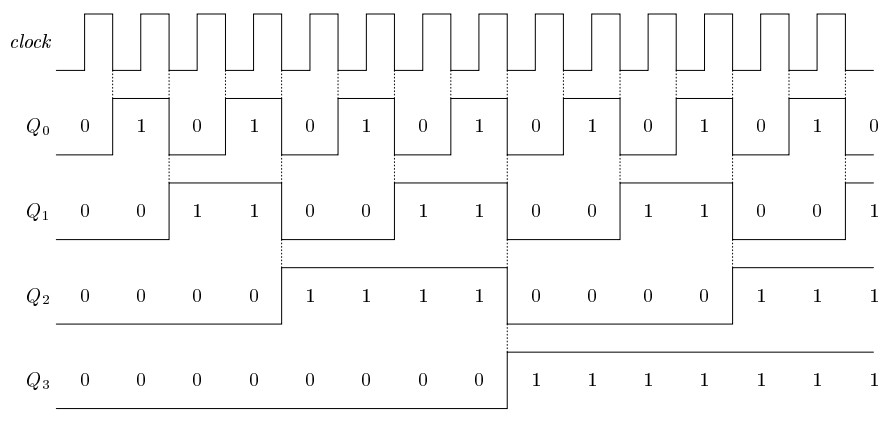 clock
Q0 0 1 0 1 0 1 0 1 0 1 0 1 0 1 0
Q1 0 0 1 1 0 0 1 1 0 0 1 1 0 0 1
Q2 0 0 0 0 1 1 1 1 0 0 0 0 1 1 1
Q3 0 0 0 0 0 0 0 0 1 1 1 1 1 1 1